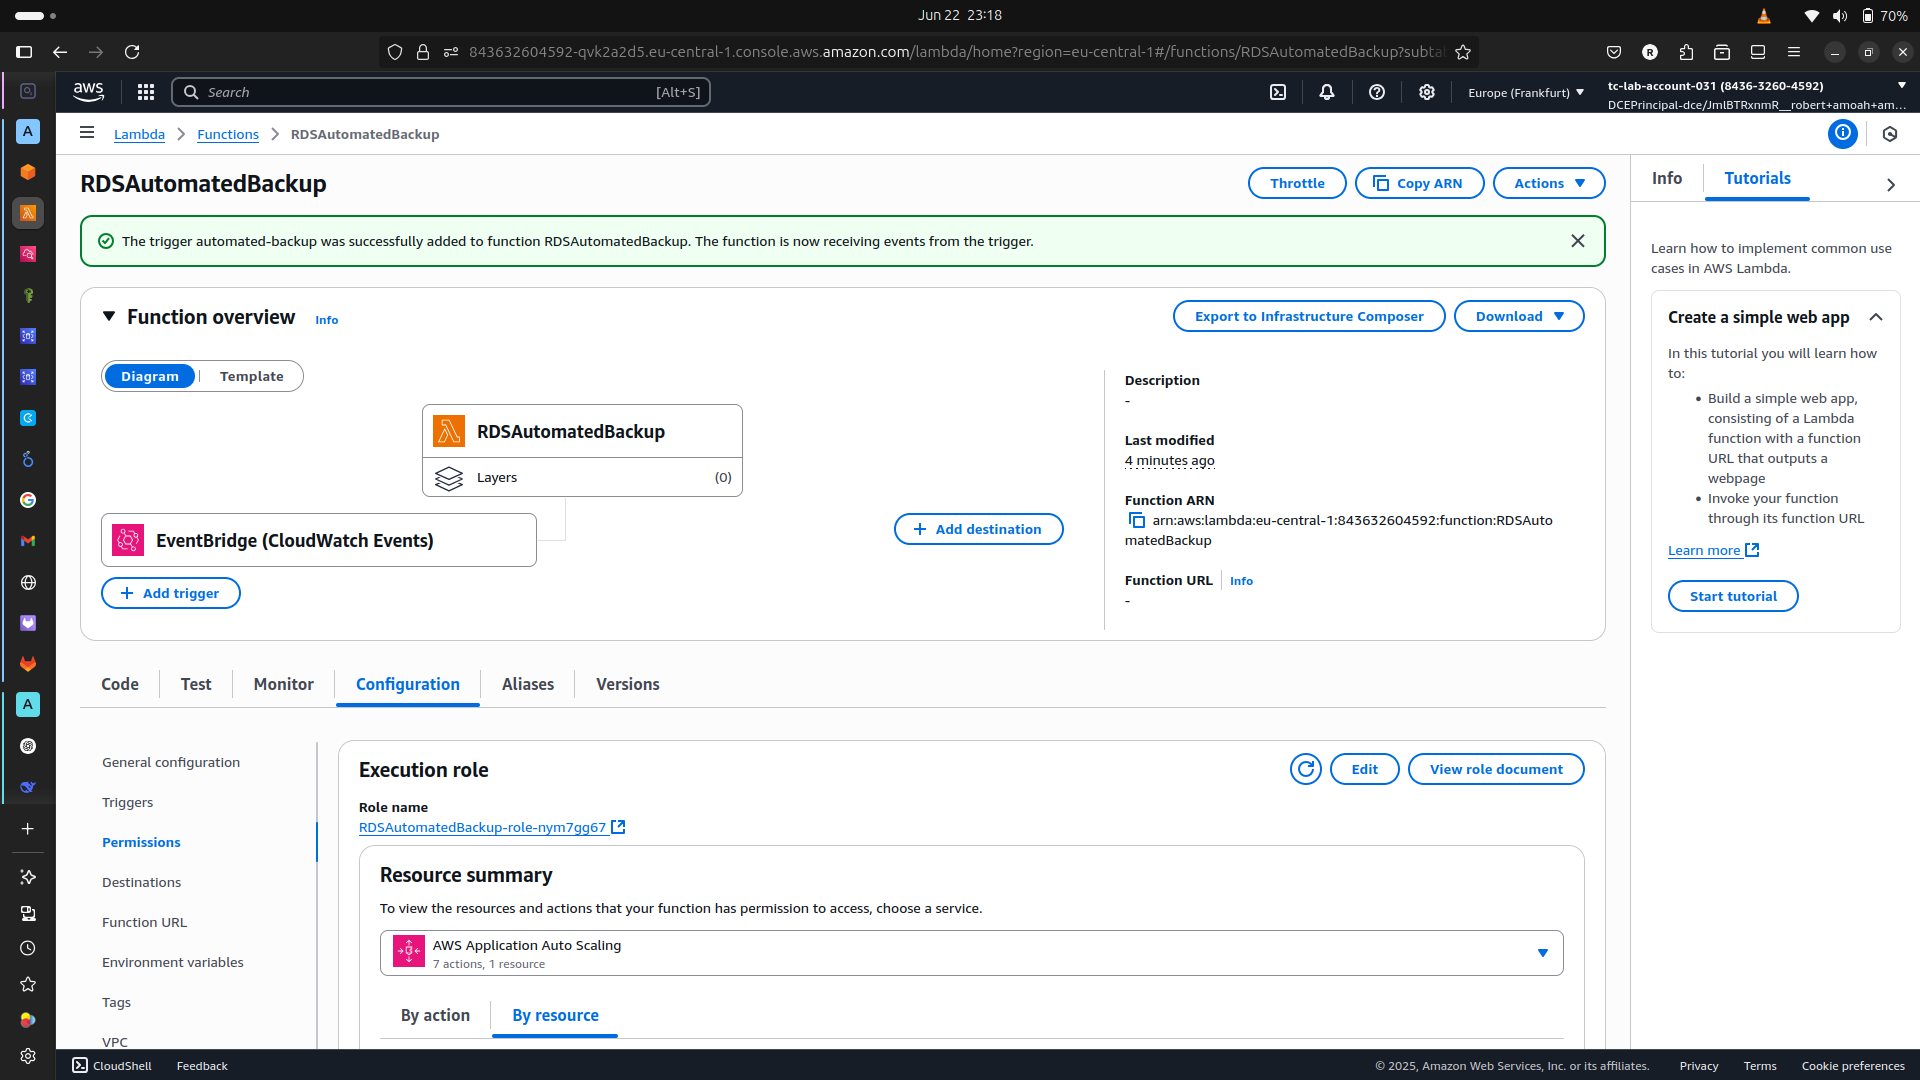 Jun 22 23:18
70%
843632604592-qvk2a2d5.eu-central-1.console.aws.amazon.com/lambda/home?region=eu-central-1#/functions/RDSAutomatedBackup?subta
aws
Search
[Alt+S]
Europe (Frankfurt)
tc-lab-account-031 (8436-3260-4592)
DCEPrincipal-dce/JmlBTRxnmR__robert+amoah+am...
Lambda
Functions
RDSAutomatedBackup
RDSAutomatedBackup
Throttle
Copy ARN
Actions
Info
Tutorials
The trigger automated-backup was successfully added to function RDSAutomatedBackup. The function is now receiving events from the trigger.
Function overview
Info
Export to Infrastructure Composer
Download
Diagram
Template
RDSAutomatedBackup
Layers
(0)
EventBridge (CloudWatch Events)
Add trigger
Add destination
Description
-
Last modified
4 minutes ago
Function ARN
arn:aws:lambda:eu-central-1:843632604592:function:RDSAuto
matedBackup
Function URL
Info
-
Learn how to implement common use
cases in AWS Lambda.
Create a simple web app
In this tutorial you will learn how
to:
• Build a simple web app,
consisting of a Lambda
function with a function
URL that outputs a
webpage
• Invoke your function
through its function URL
Learn more
Start tutorial
Code
Test
Monitor
Configuration
Aliases
Versions
General configuration
Triggers
Permissions
Destinations
Function URL
Environment variables
Tags
VPC
Execution role
Edit
View role document
Role name
RDSAutomatedBackup-role-nym7gg67
Resource summary
To view the resources and actions that your function has permission to access, choose a service.
AWS Application Auto Scaling
7 actions, 1 resource
By action
By resource
CloudShell
Feedback
© 2025, Amazon Web Services, Inc. or its affiliates.
Privacy
Terms
Cookie preferences